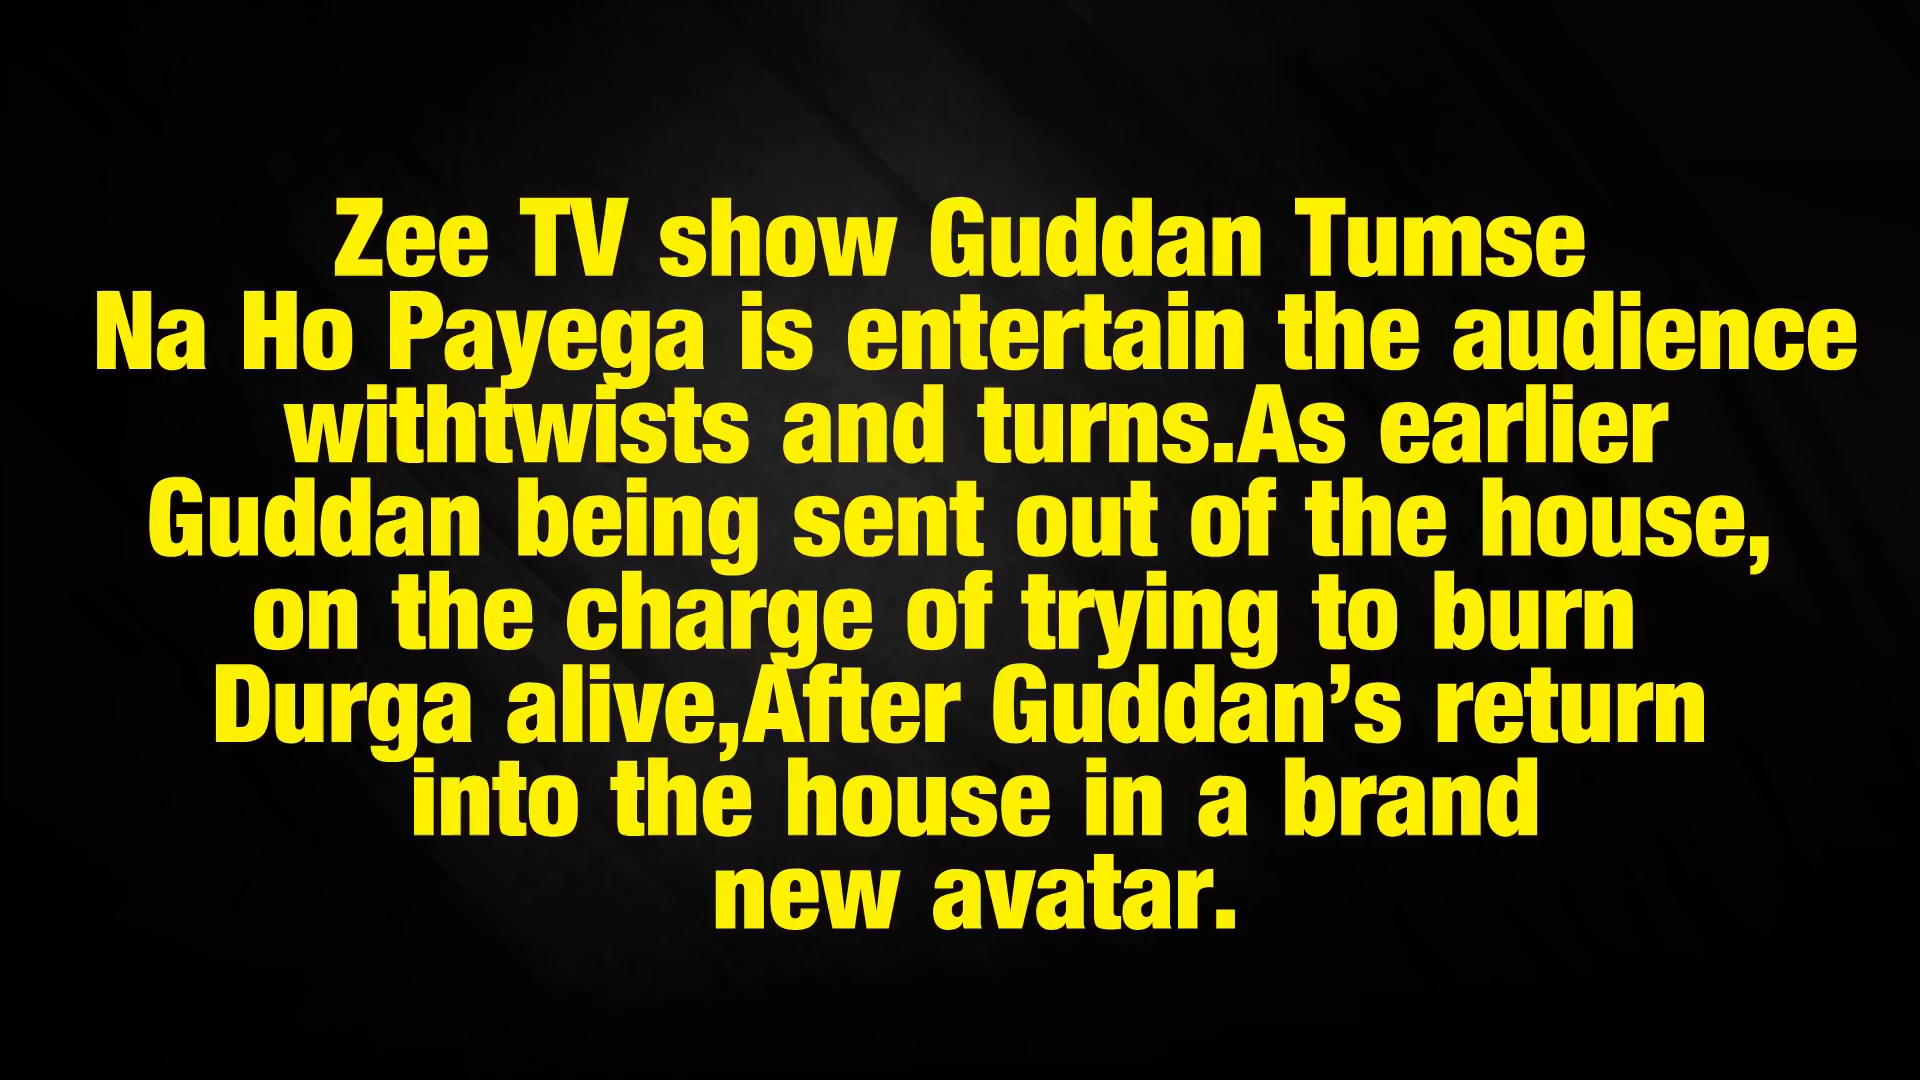 Zee TV show Guddan Tumse
Na Ho Payega is entertain the audience
withtwists and turns.As earlier
Guddan being sent out of the house,
on the charge of trying to burn
Durga alive,After Guddan’s return
into the house in a brand
new avatar.